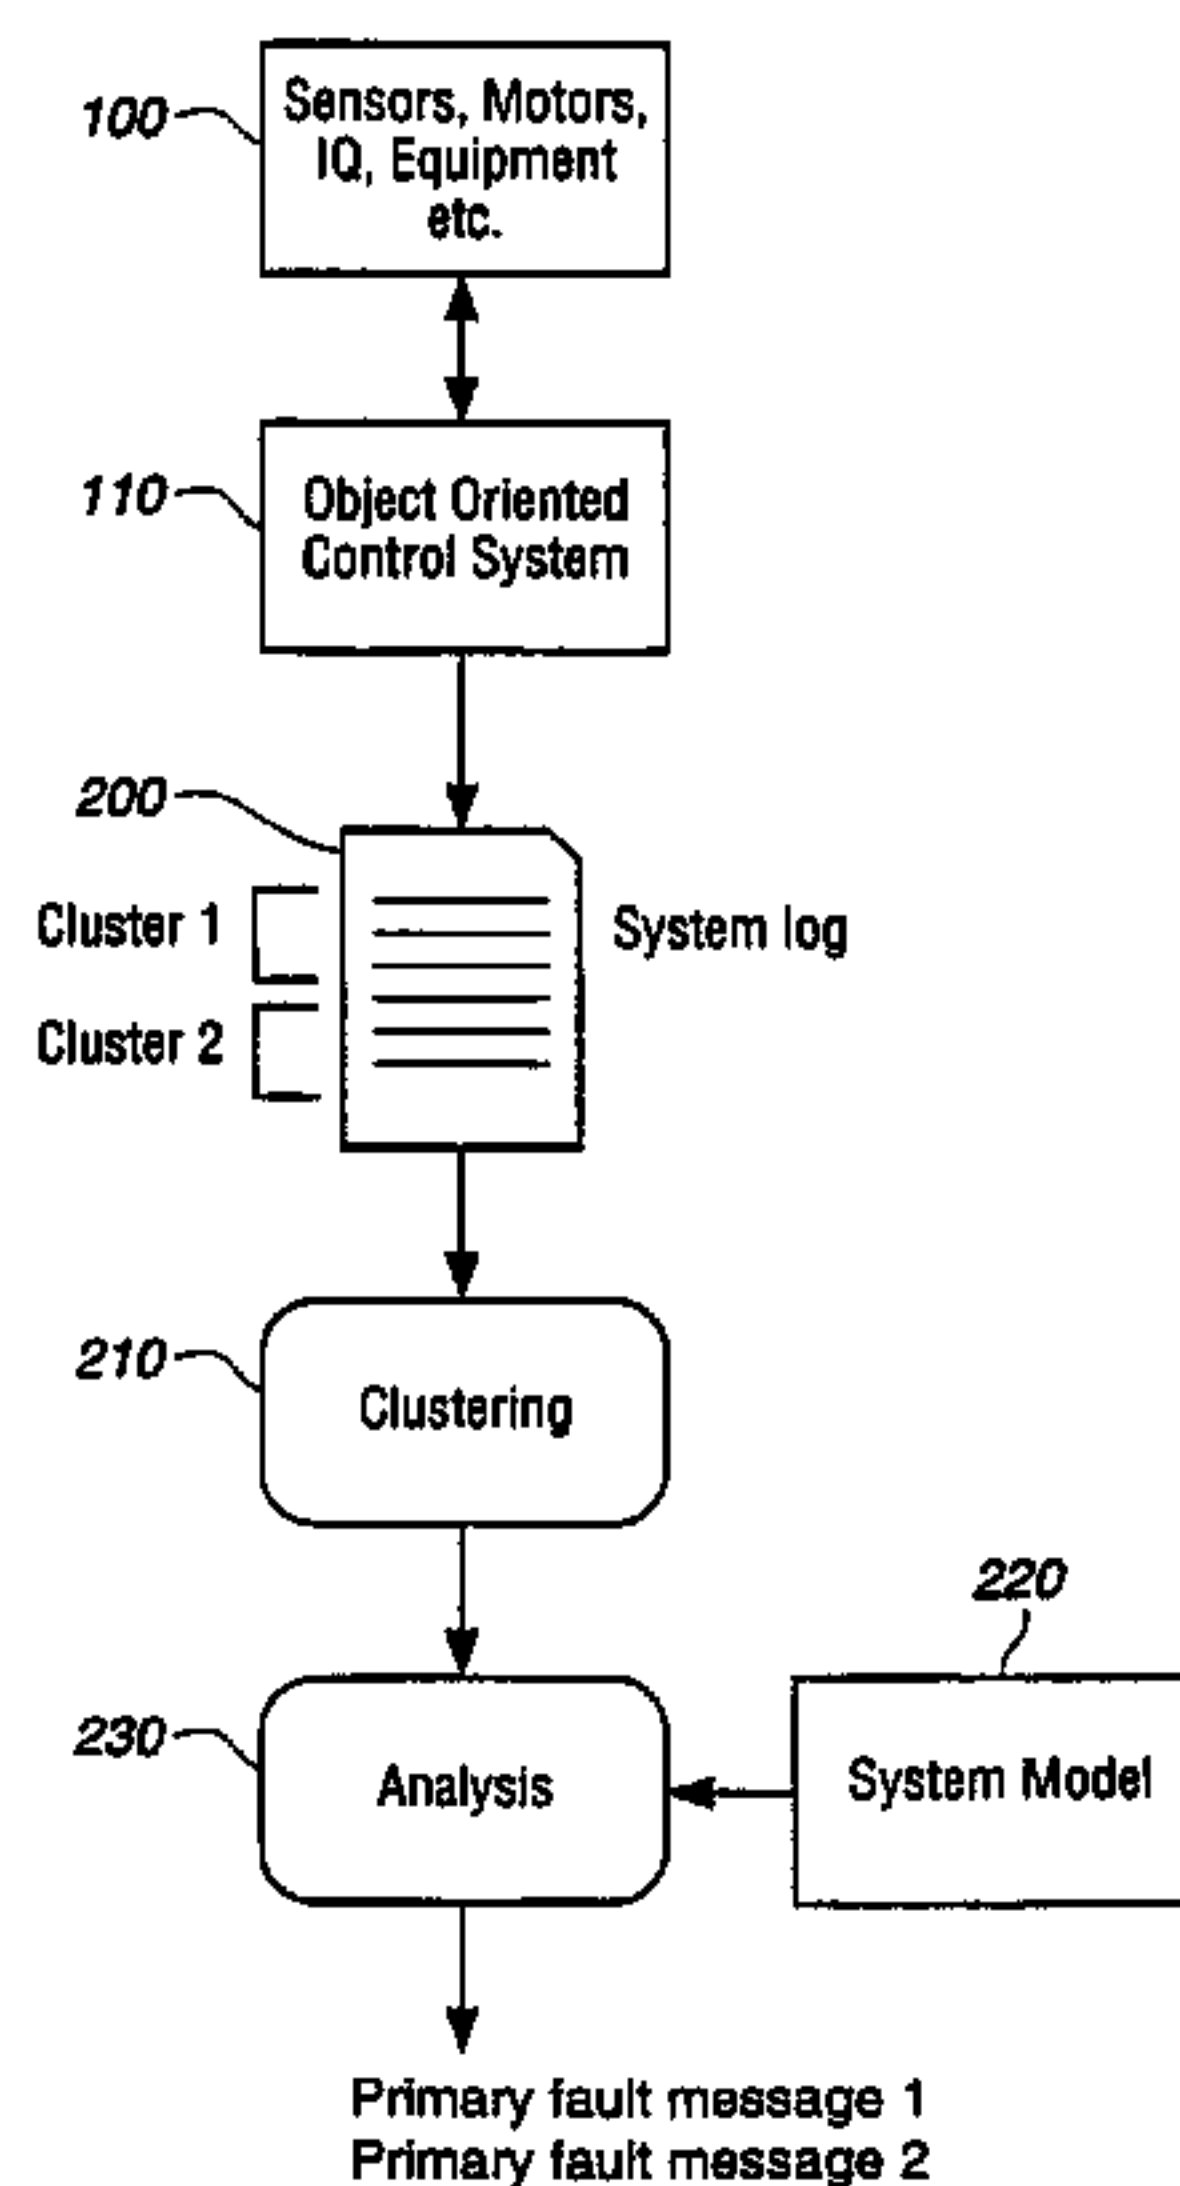 100
Sensors, Motors,
IQ, Equipment
etc.
110
Object Oriented
Control System
200
Cluster 1
System log
Cluster 2
210
Clustering
220
230
Analysis
System Model
Primary fault message 1
Primary fault message 2